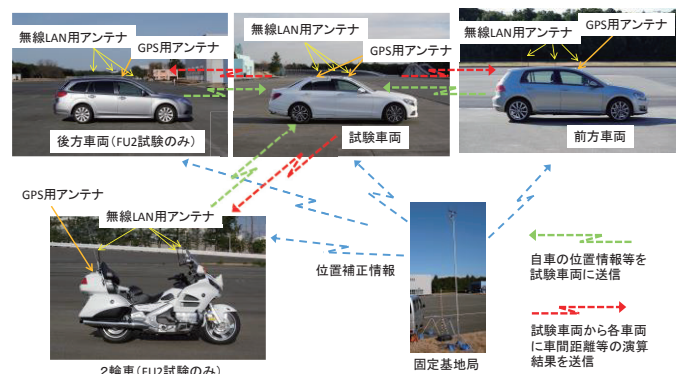 無線LAN用アンテナ
GPS用アンテナ
後方車両(FU2試験のみ)
無線LAN用アンテナ
GPS用アンテナ
試験車両
無線LAN用アンテナ
GPS用アンテナ
前方車両
GPS用アンテナ
無線LAN用アンテナ
2輪車(FU2試験のみ)
位置補正情報
固定基地局
自車の位置情報等を
試験車両に送信
試験車両から各車両
に車間距離等の演算
結果を送信